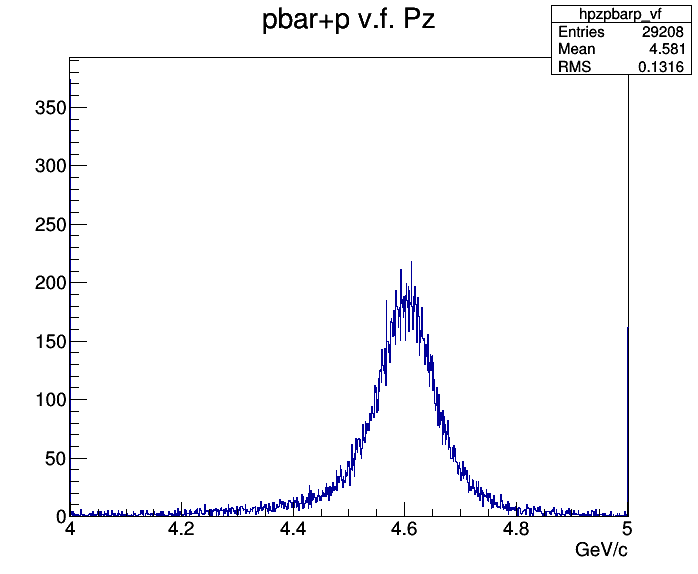 pbar+p v.f. Pz
hpzpbarp_vf
Entries 29208
Mean 4.581
RMS 0.1316
350
300
250
200
150
100
50
0
4 4.2 4.4 4.6 4.8 5
GeV/c